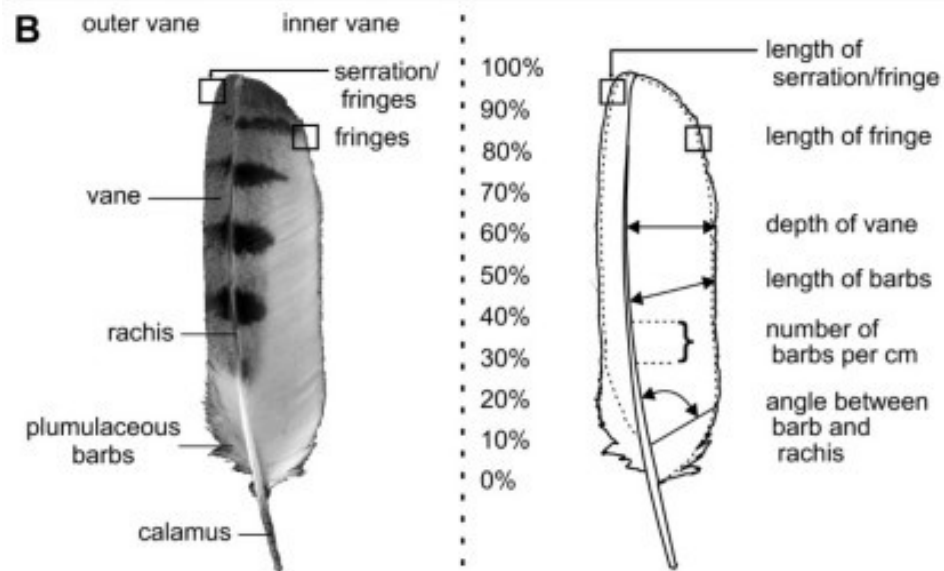 B
outer vane
inner vane
serration/
fringes
fringes
vane
rachis
plumulaceous
barbs
calamus
100%
90%
80%
70%
60%
50%
40%
30%
20%
10%
0%
length of
serration/fringe
length of fringe
depth of vane
length of barbs
number of
barbs per cm
angle between
barb and
rachis